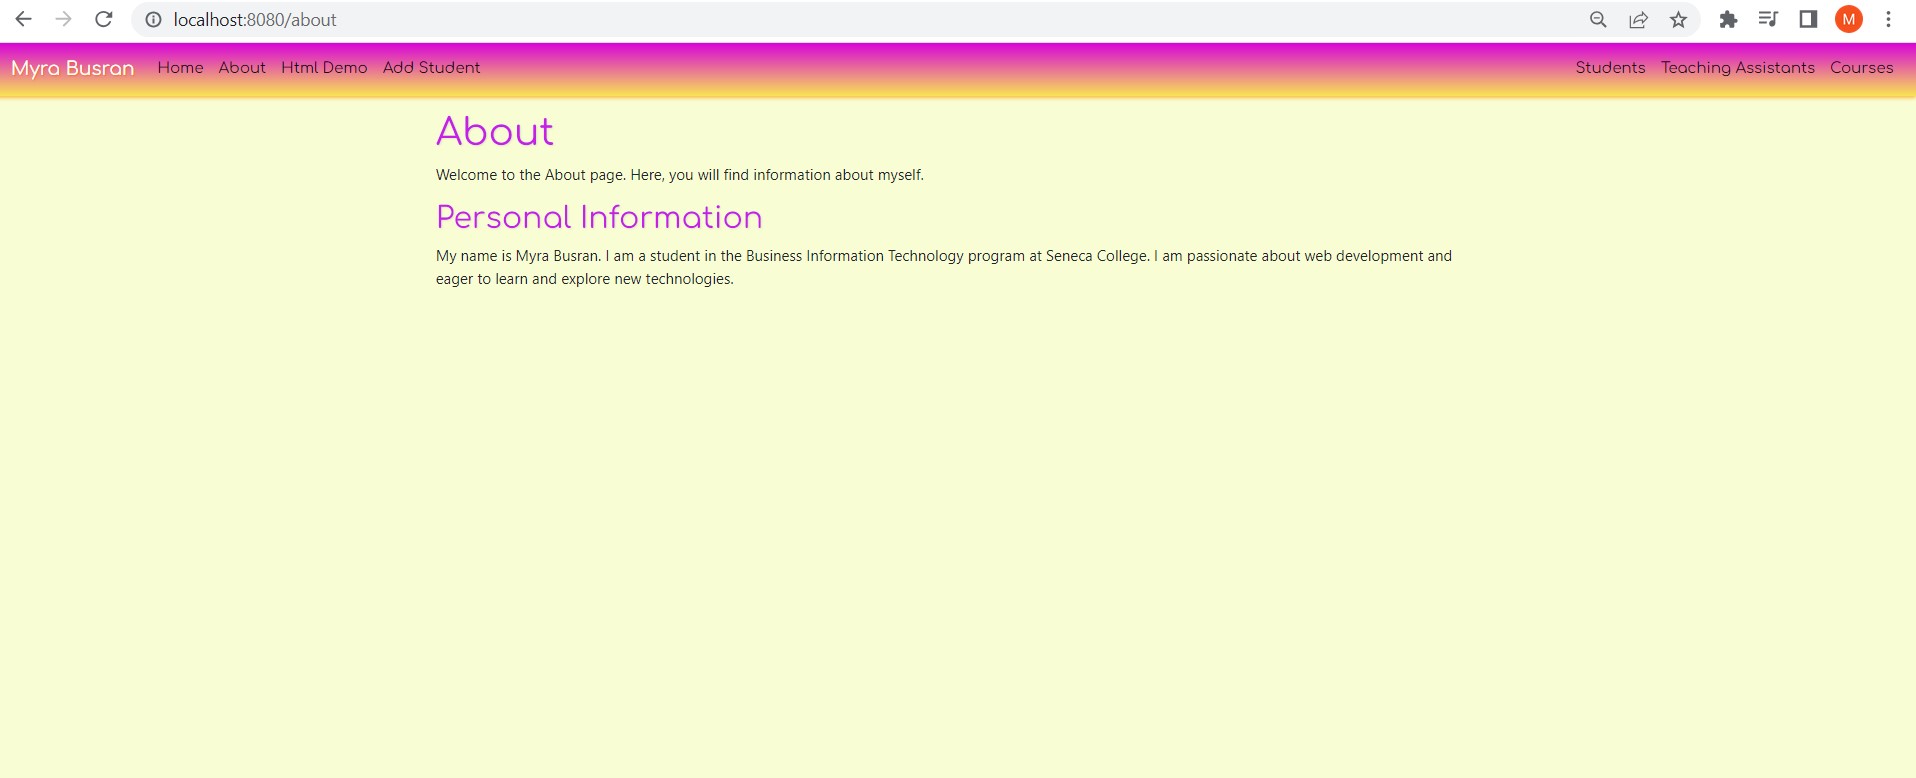 localhost:8080/about
M
Myra Busran Home About Html Demo Add Student Students Teaching Assistants Courses
About
Welcome to the About page. Here, you will find information about myself.
Personal Information
My name is Myra Busran. I am a student in the Business Information Technology program at Seneca College. I am passionate about web development and
eager to learn and explore new technologies.